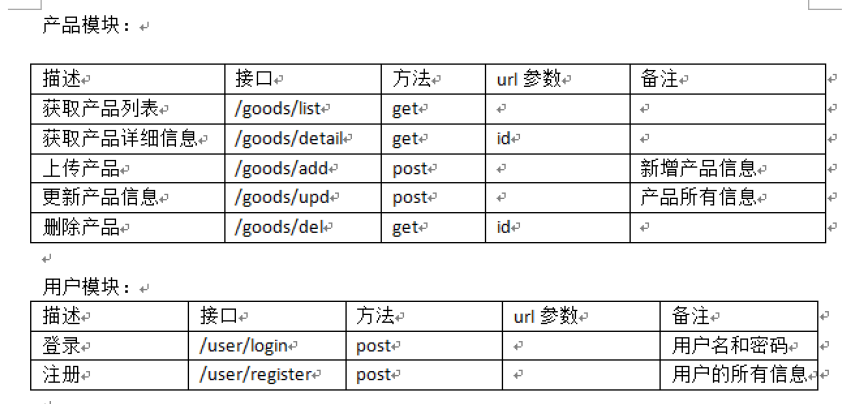 产品模块：
描述 接口 方法 url 参数 备注
获取产品列表 /goods/list get
获取产品详细信息 /goods/detail get id
上传产品 /goods/add post 新增产品信息
更新产品信息 /goods/upd post 产品所有信息
删除产品 /goods/del get id
用户模块：
描述 接口 方法 url 参数 备注
登录 /user/login post 用户名和密码
注册 /user/register post 用户的所有信息